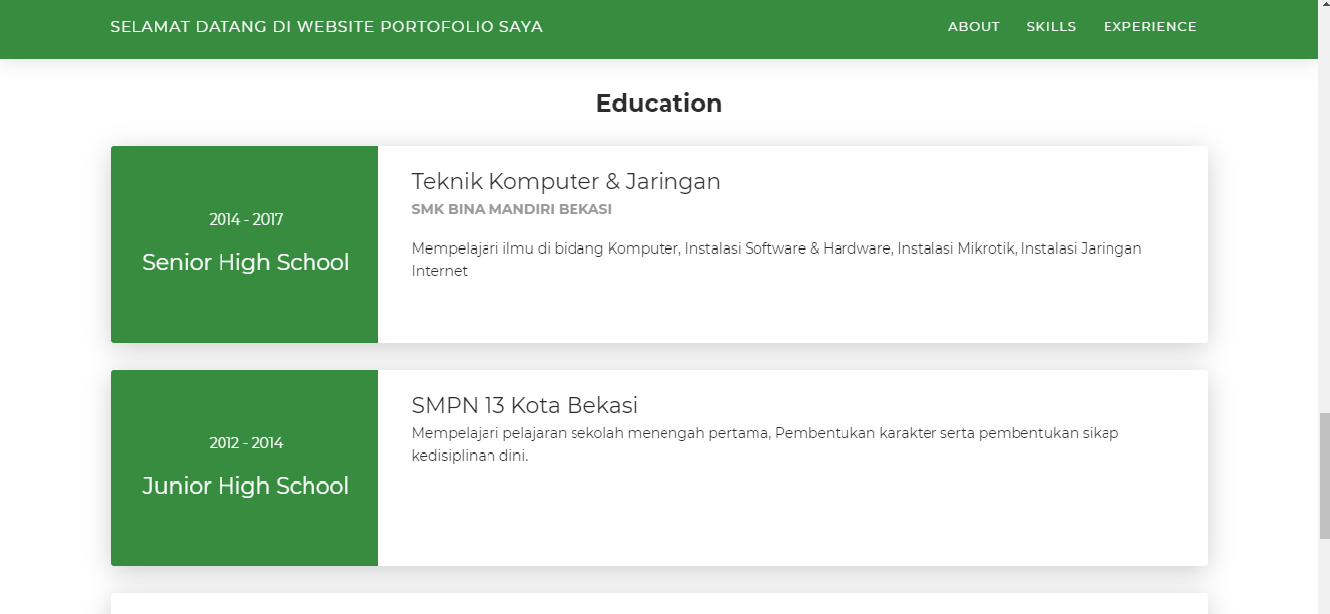 SELAMAT DATANG DI WEBSITE PORTOFOLIO SAYA
ABOUT SKILLS EXPERIENCE
Education
2014 - 2017
Senior High School
Teknik Komputer & Jaringan
SMK BINA MANDIRI BEKASI
Mempelajari ilmu di bidang Komputer, Instalasi Software & Hardware, Instalasi Mikrotik, Instalasi Jaringan
Internet
2012 - 2014
Junior High School
SMPN 13 Kota Bekasi
Mempelajari pelajaran sekolah menengah pertama, Pembentukan karakter serta pembentukan sikap
kedisiplinan dini.